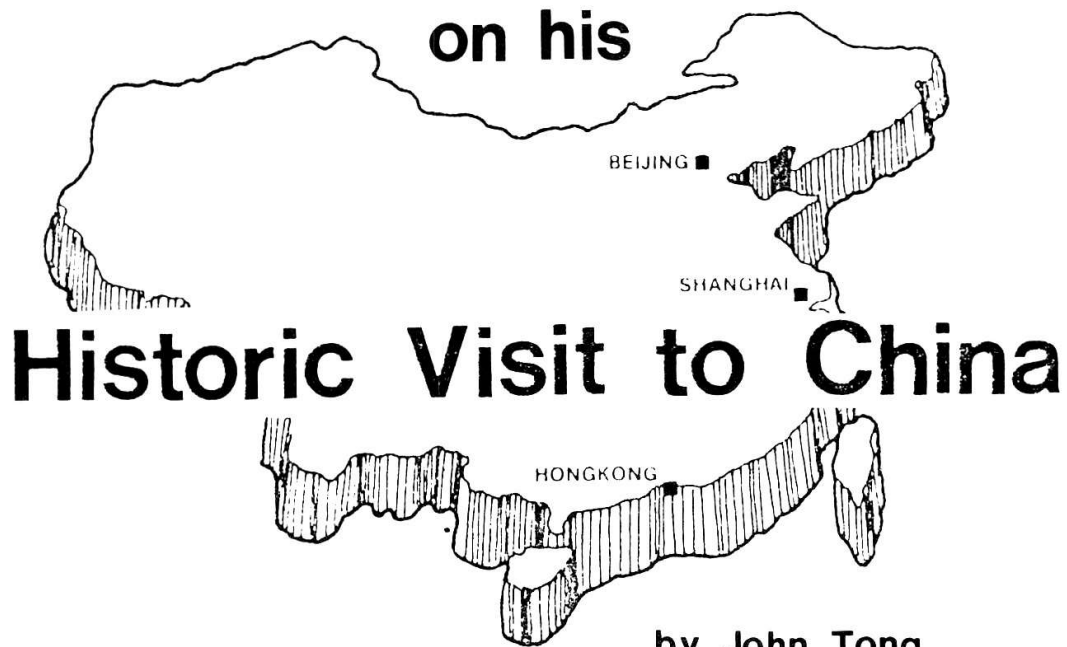 on his
BEIJING
SHANGHAI
Historic Visit to China
HONGKONG
by John Tong